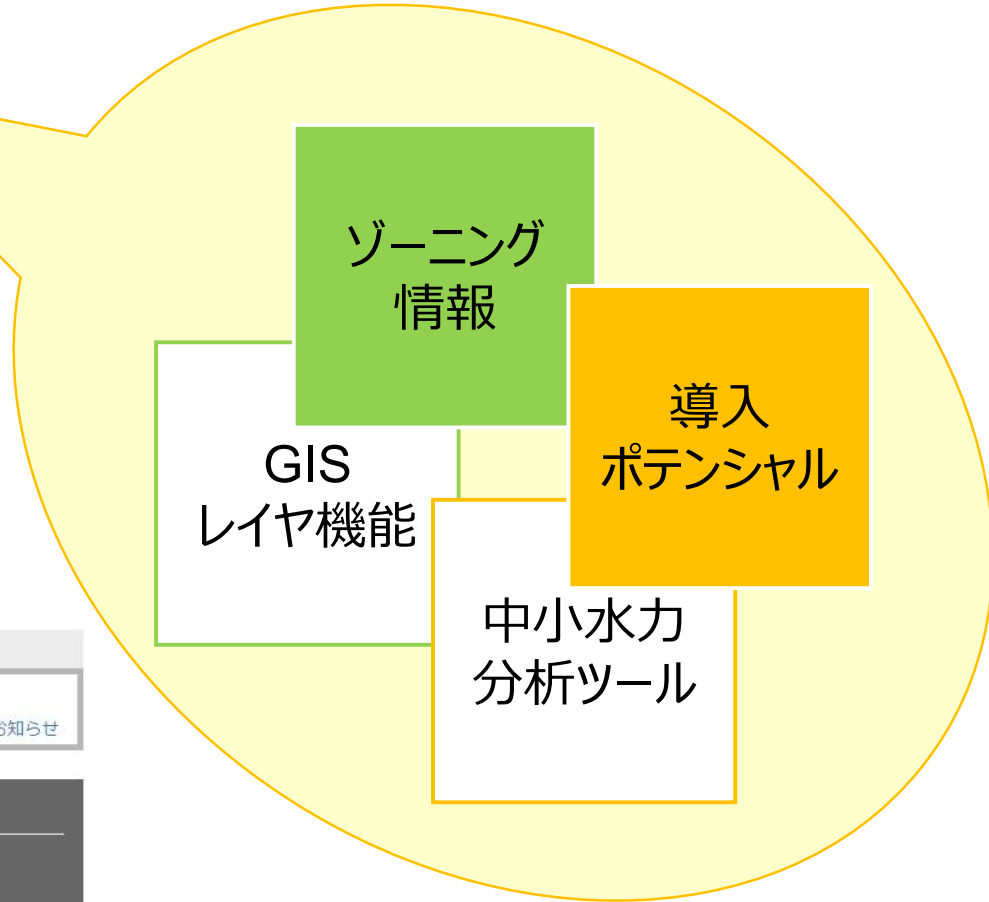 ゾーニング
情報
導入
ポテンシャル
GIS
レイヤ機能
中小水力
分析ツール
お知らせ